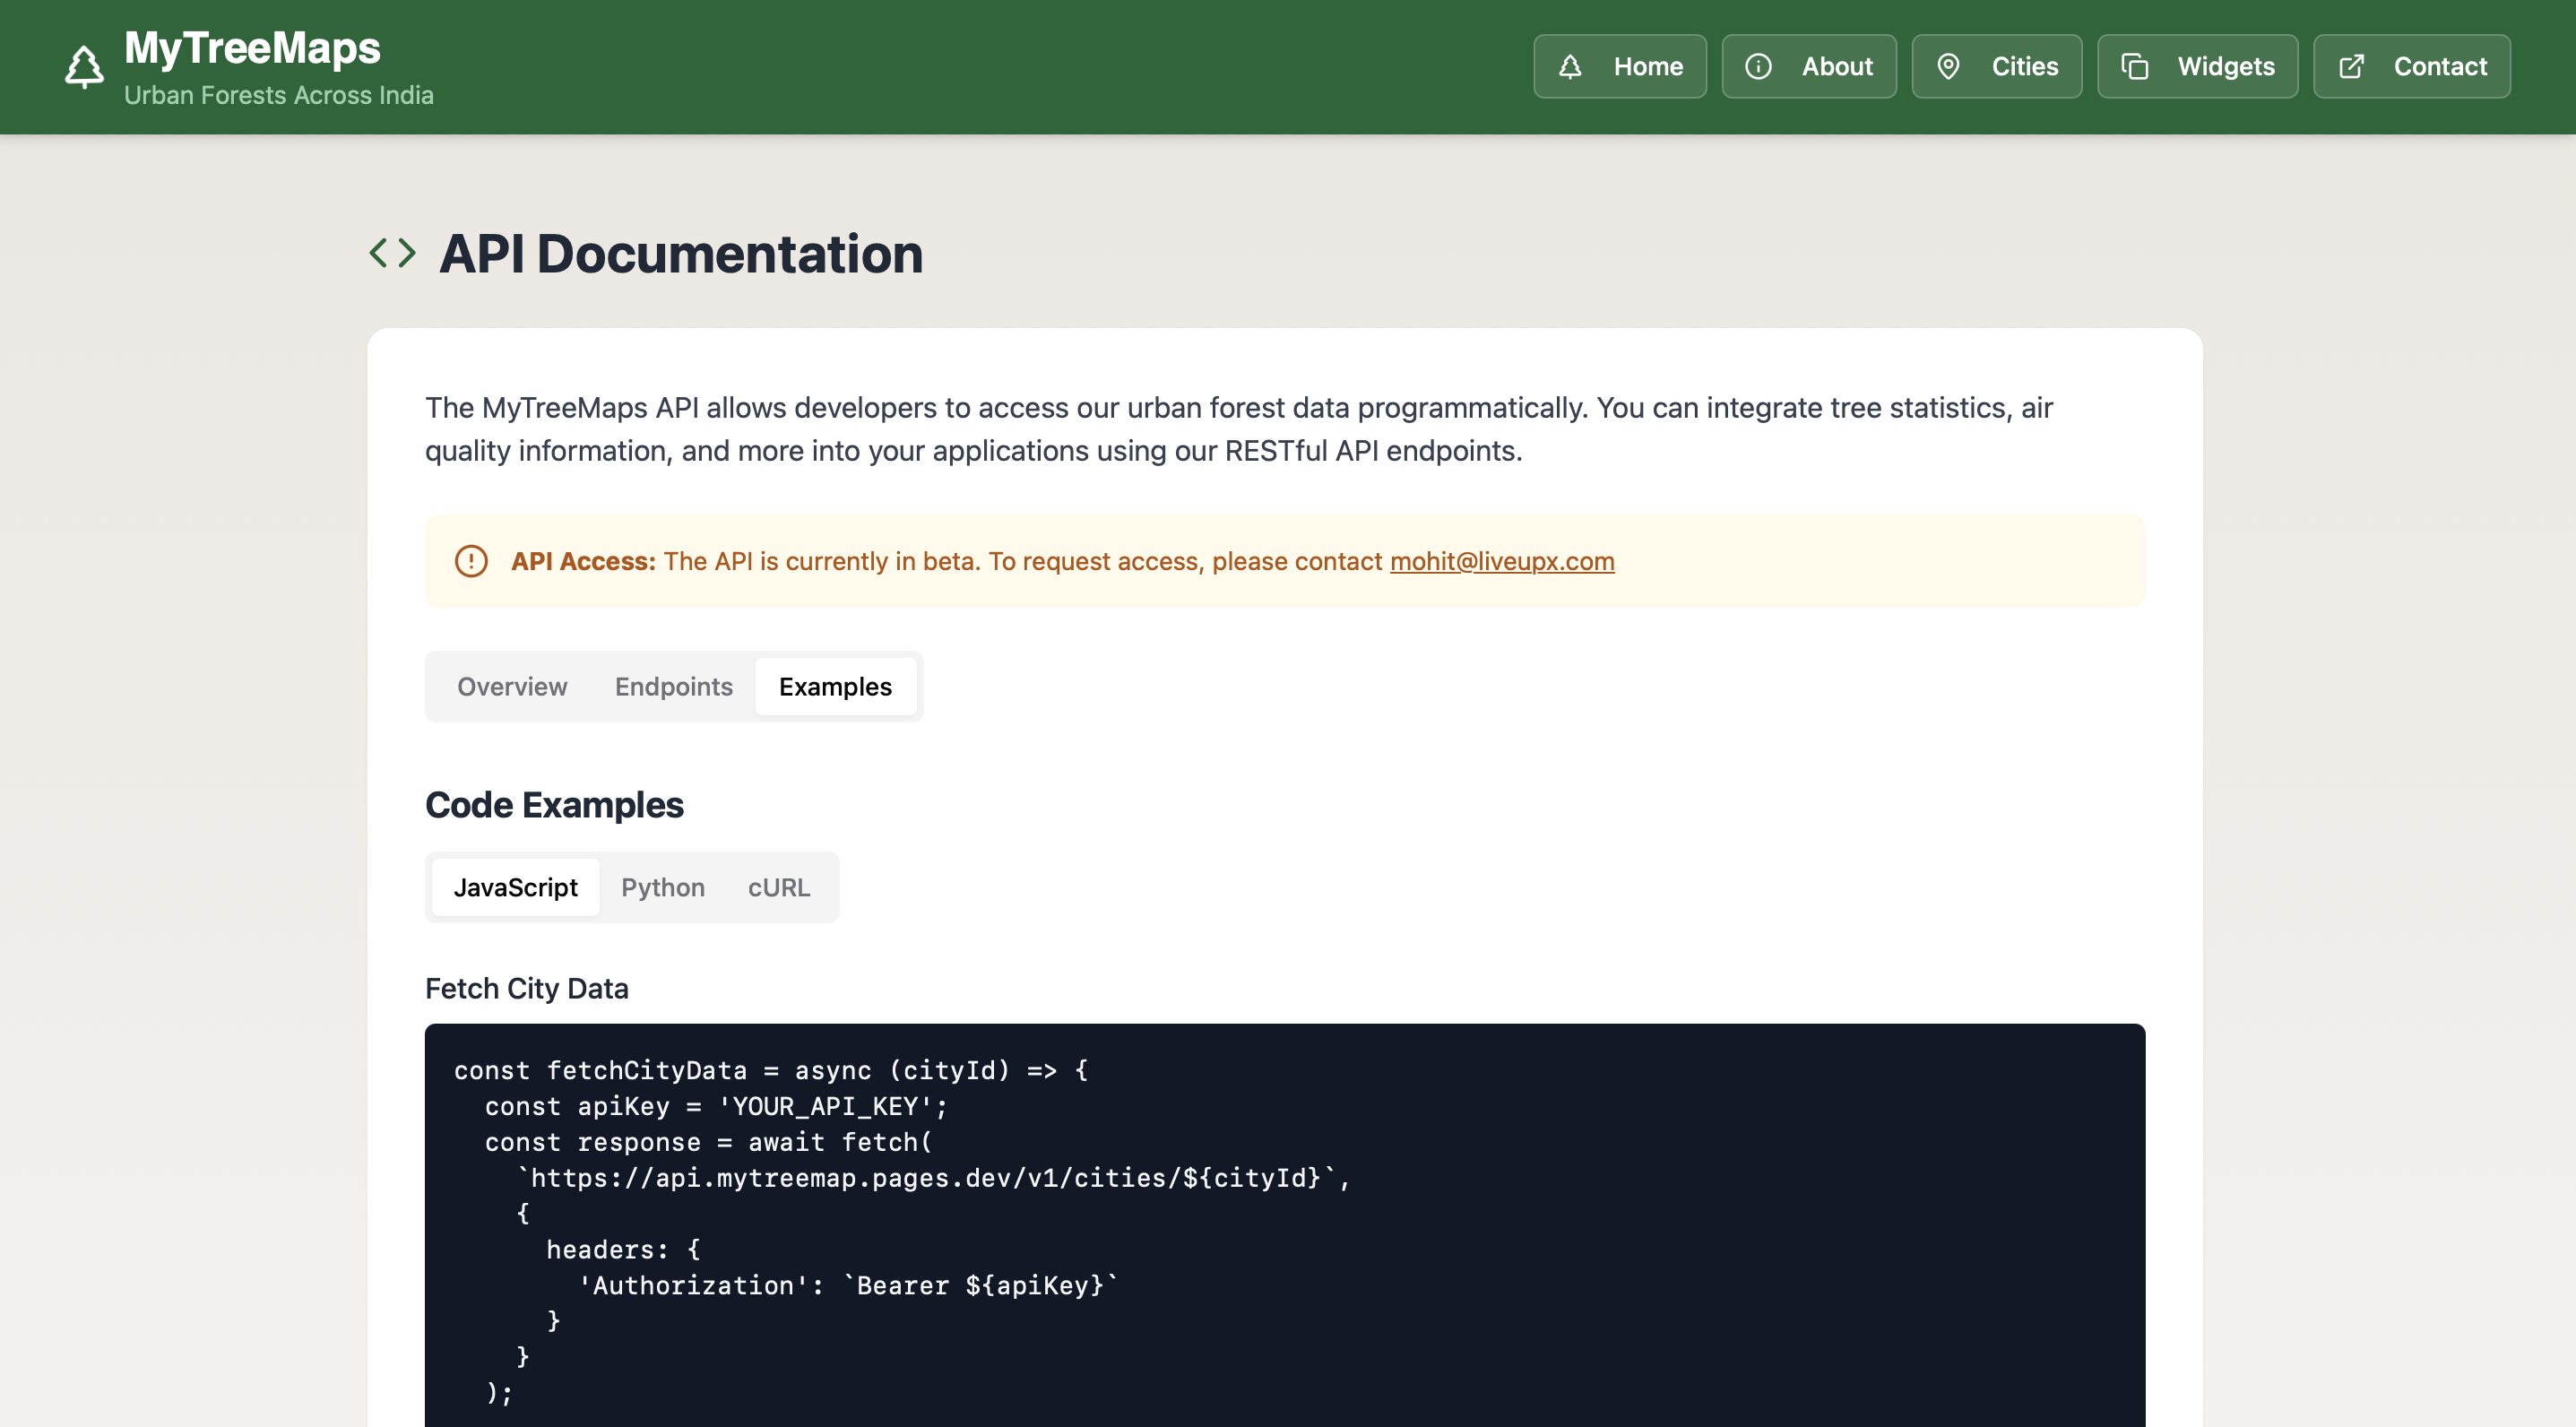 MyTreeMaps
Urban Forests Across India
Home
About
Cities
Widgets
Contact
API Documentation
The MyTreeMaps API allows developers to access our urban forest data programmatically. You can integrate tree statistics, air
quality information, and more into your applications using our RESTful API endpoints.
API Access: The API is currently in beta. To request access, please contact mohit@liveupx.com
Overview
Endpoints
Examples
Code Examples
JavaScript
Python
cURL
Fetch City Data
const fetchCityData = async (cityId) => {
  const apiKey = 'YOUR_API_KEY';
  const response = await fetch(
    `https://api.mytreemap.pages.dev/v1/cities/${cityId}`,
    {
      headers: {
        'Authorization': `Bearer ${apiKey}`
      }
    }
  );